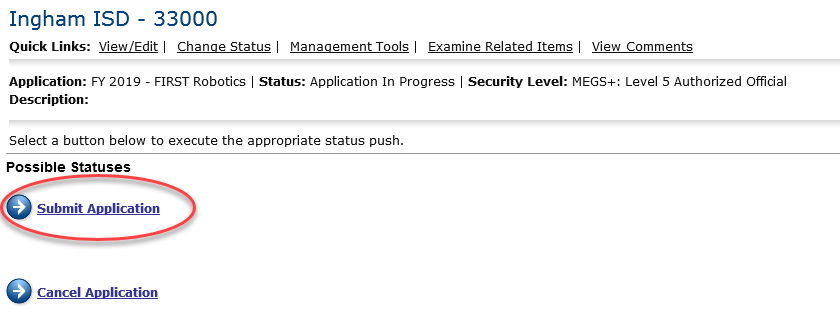 Ingham ISD - 33000
Quick Links: View/Edit | Change Status | Management Tools | Examine Related Items | View Comments
Application: FY 2019 - FIRST Robotics | Status: Application In Progress | Security Level: MEGS+: Level 5 Authorized Official
Description:
Select a button below to execute the appropriate status push.
Possible Statuses
Submit Application
Cancel Application